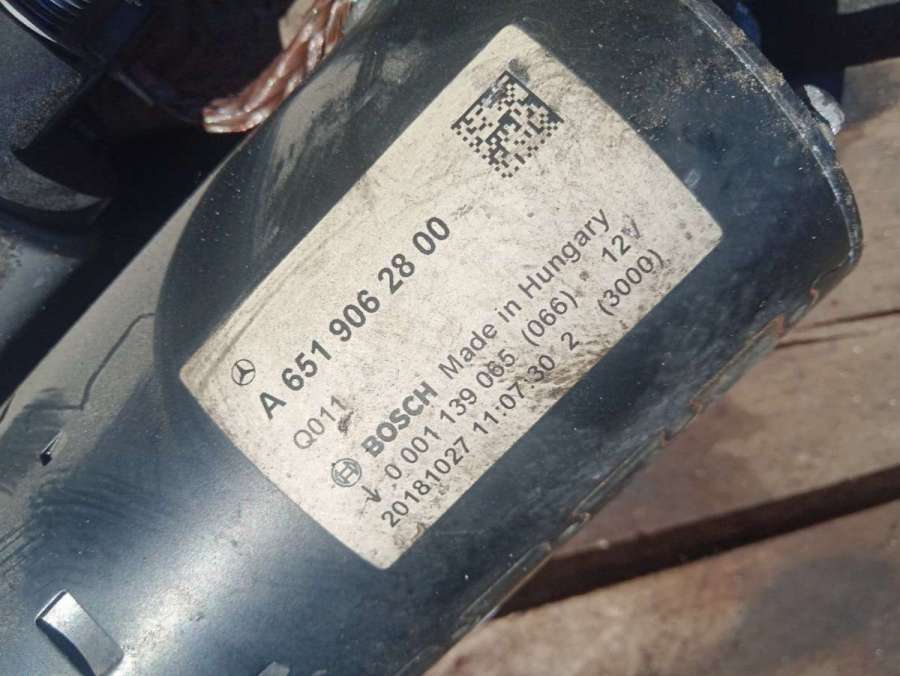 A 651 906 28 00
Q011
BOSCH Made in Hungary
0 001 139 065 (066) 12V
20181027 11:07:30 2 (3000)